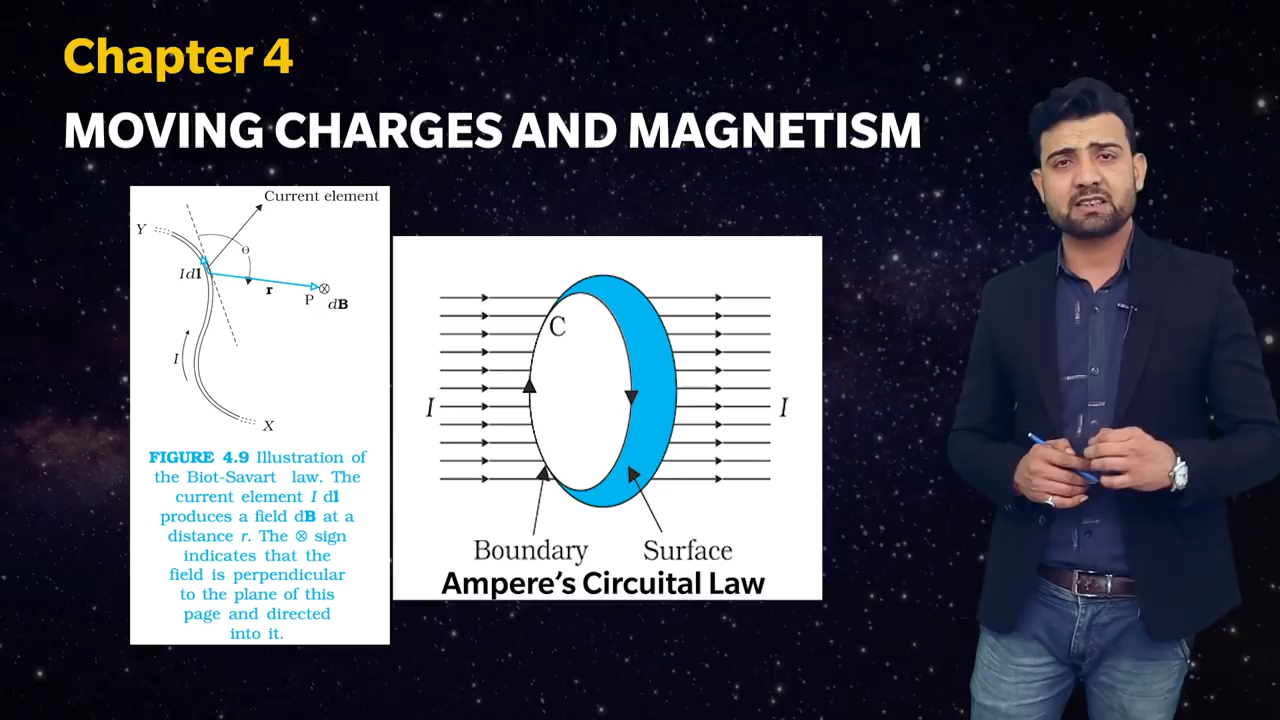 Chapter 4
MOVING CHARGES AND MAGNETISM
Current element
Y
θ
Idl
r
P
dB
I
X
FIGURE 4.9 Illustration of
the Biot-Savart law. The
current element I dl
produces a field dB at a
distance r. The ⊗ sign
indicates that the
field is perpendicular
to the plane of this
page and directed
into it.
C
I
I
Boundary
Surface
Ampere's Circuital Law